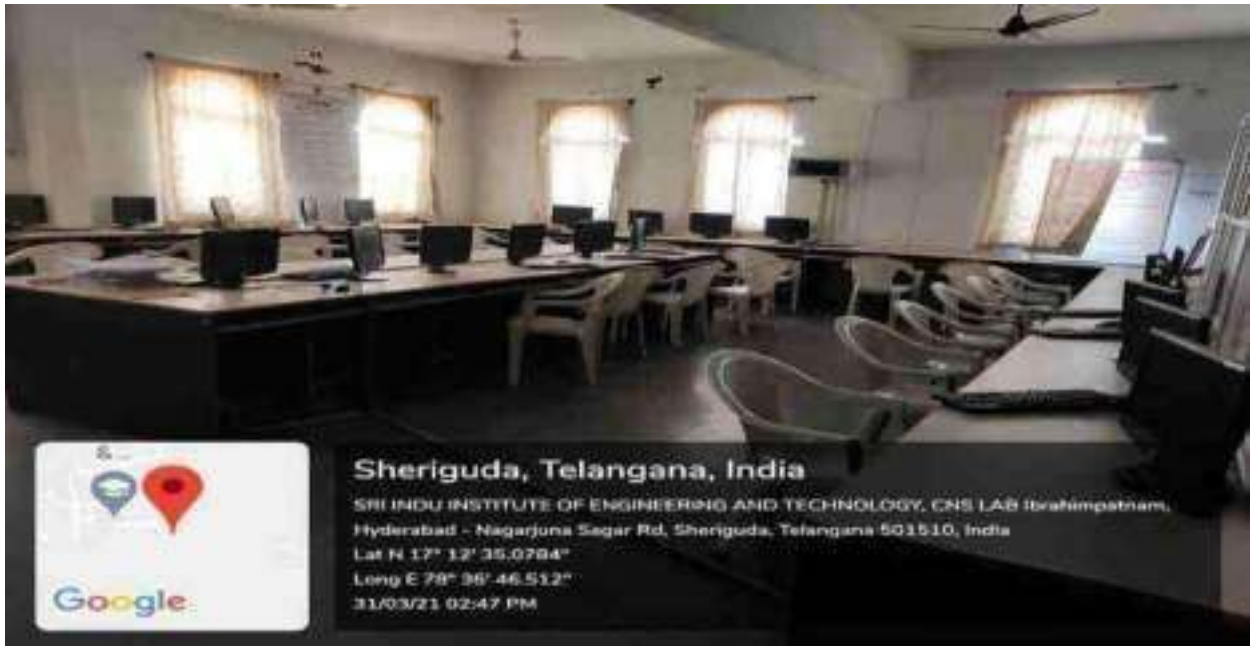 &...
Google
Sheriguda, Telangana, India
SRI INDU INSTITUTE OF ENGINEERING AND TECHNOLOGY, CNS LAB Ibrahimpatnam,
Hyderabad - Nagarjuna Sagar Rd, Sheriguda, Telangana 501510, India
Lat N 17° 12' 35.0784"
Long E 78° 36' 46.512"
31/03/21 02:47 PM